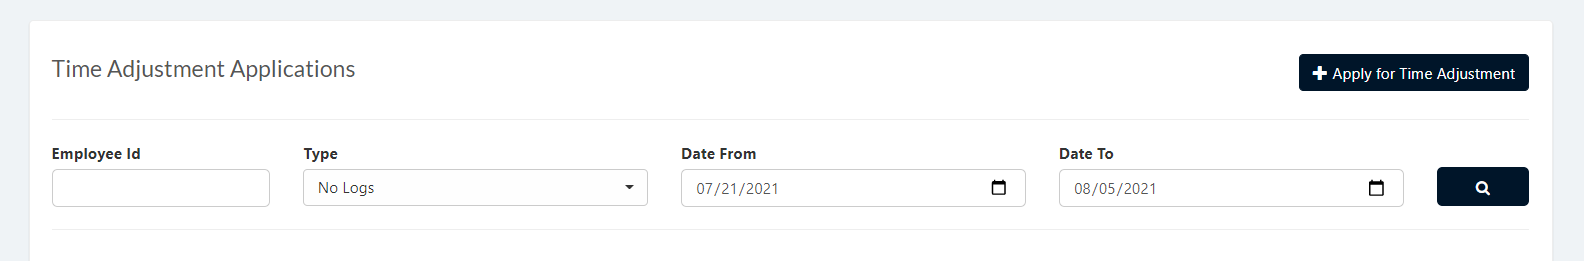 Time Adjustment Applications
Apply for Time Adjustment
Employee Id
Type
Date From
Date To
No Logs
07/21/2021
08/05/2021